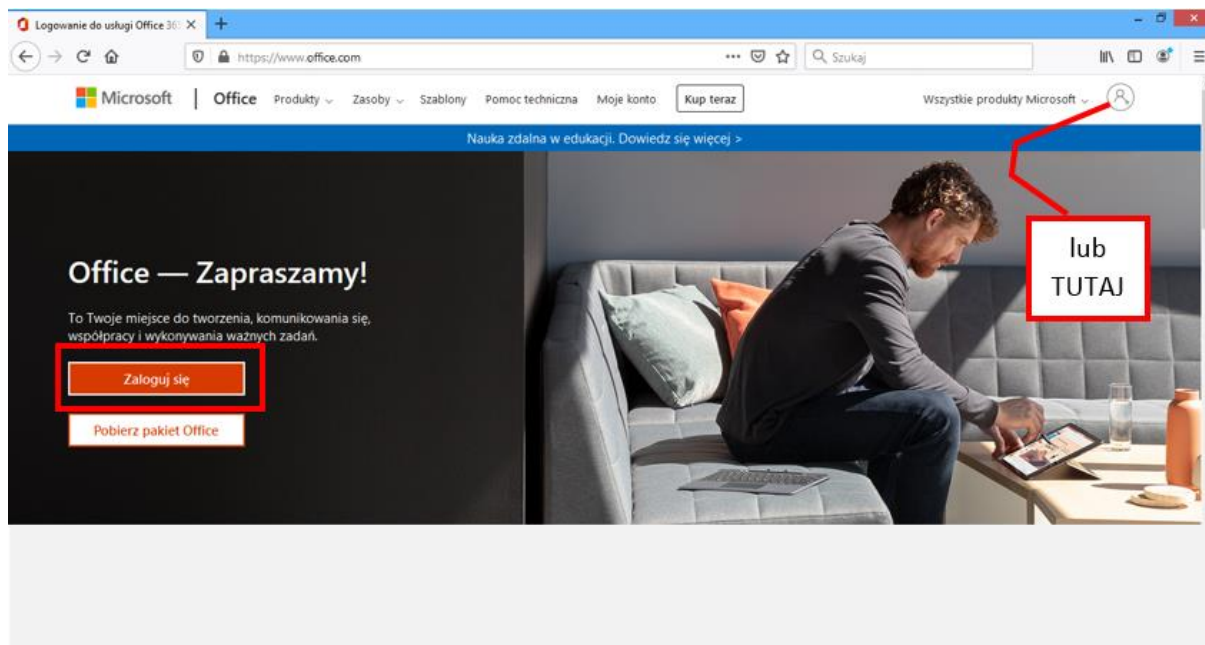 Logowanie do usługi Office 365
https://www.office.com
Szukaj
Microsoft | Office Produkty Zasoby Szablony Pomoc techniczna Moje konto Kup teraz Wszystkie produkty Microsoft
Nauka zdalna w edukacji. Dowiedz się więcej >
Office — Zapraszamy!
To Twoje miejsce do tworzenia, komunikowania się,
współpracy i wykonywania ważnych zadań.
Zaloguj się
Pobierz pakiet Office
lub
TUTAJ